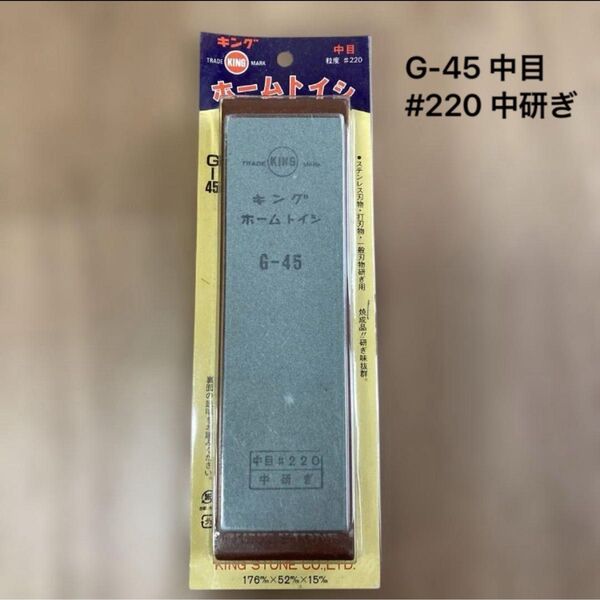 G-45 中目
#220 中研ぎ
キング
TRADE KING MARK
中目
粒度 #220
ホームトイシ
G-45
TRADE KING MARK
キング
ホームトイシ
G-45
中目#220
中研ぎ
●ステンレス刃物・打刃物・一般刃物研ぎ用
焼成品!!研ぎ味抜群。
KING STONE CO.,LTD.
176‰×52‰×15‰